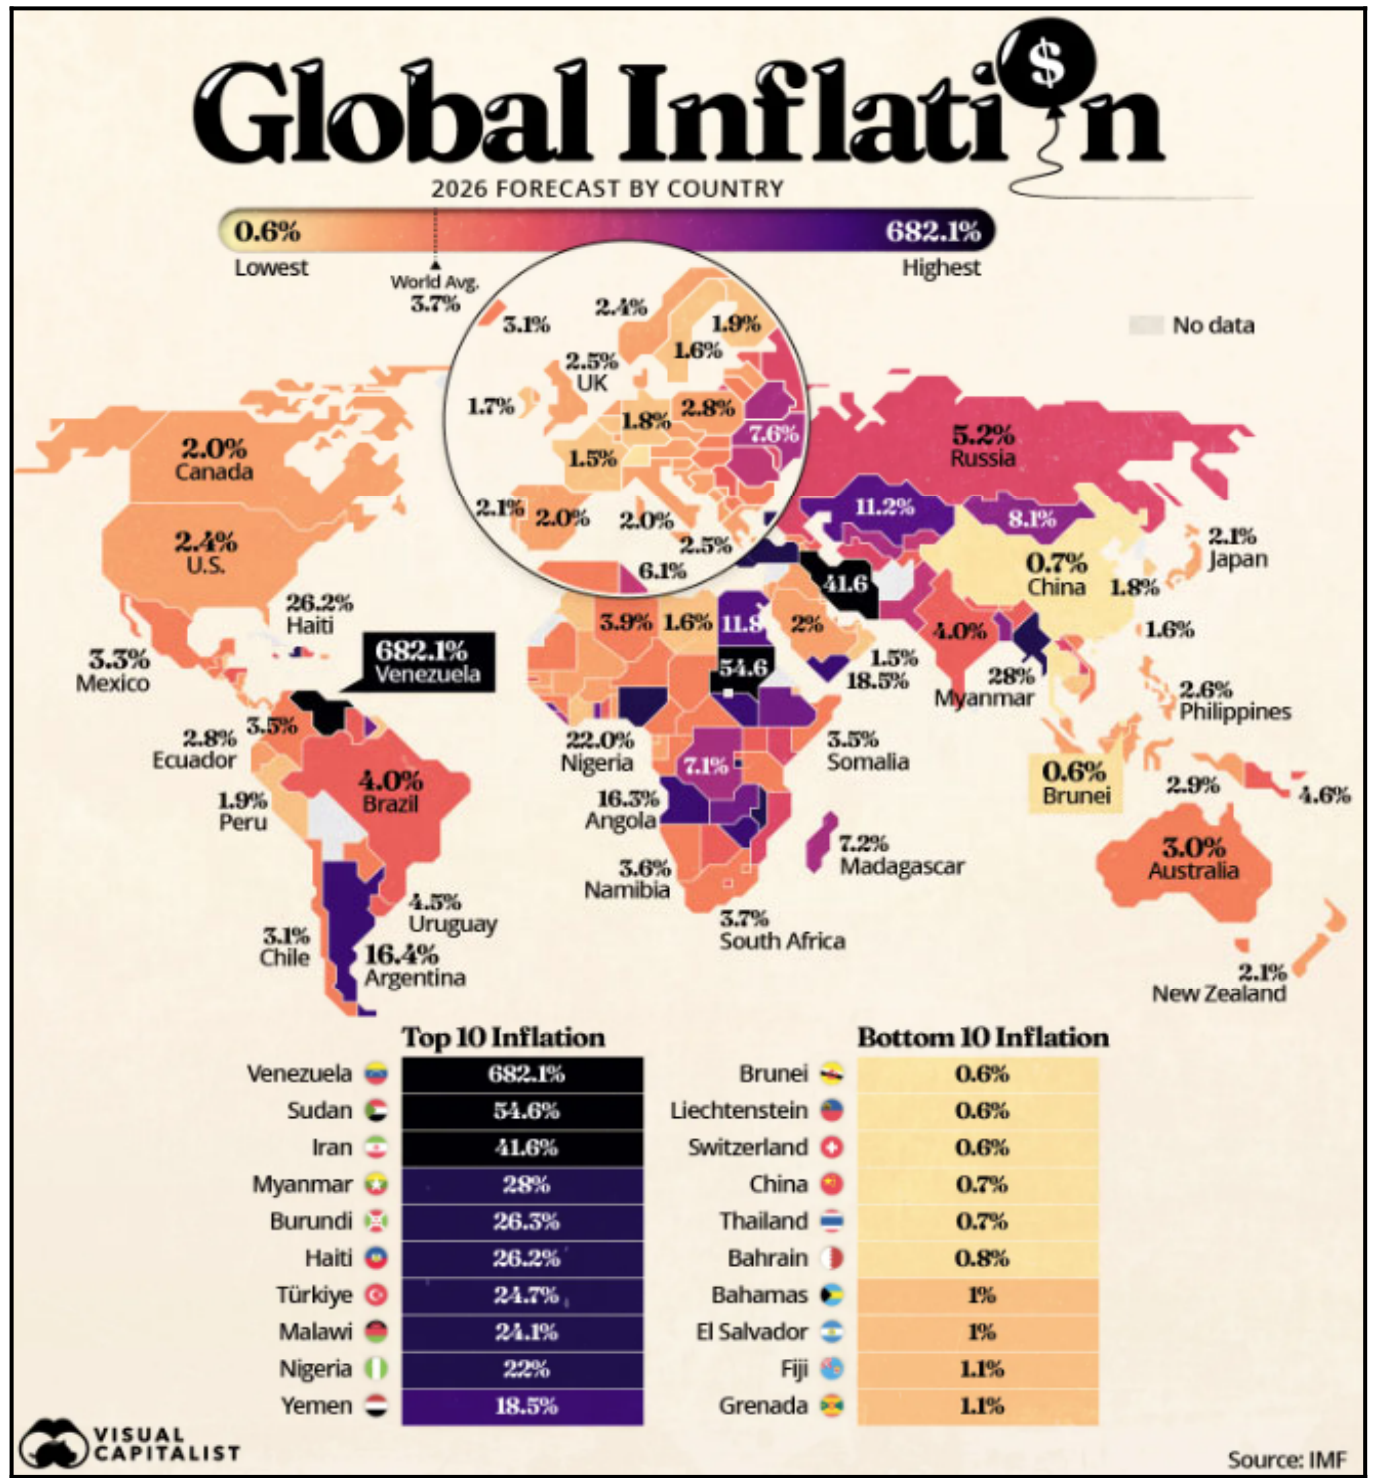 Global Inflation
$
2026 FORECAST BY COUNTRY
0.6%
682.1%
Lowest
Highest
World Avg.
3.7%
No data
3.1%
2.4%
1.9%
1.6%
2.5%
UK
1.7%
1.8%
2.8%
7.6%
1.5%
2.1%
2.0%
2.0%
2.5%
6.1%
2.0%
Canada
2.4%
U.S.
5.2%
Russia
11.2%
8.1%
0.7%
China
1.8%
2.1%
Japan
26.2%
Haiti
682.1%
Venezuela
3.3%
Mexico
3.9%
1.6%
11.8
2%
41.6
4.0%
1.6%
54.6
1.5%
18.5%
28%
Myanmar
2.6%
Philippines
3.5%
2.8%
Ecuador
22.0%
Nigeria
7.1%
3.5%
Somalia
0.6%
Brunei
2.9%
4.6%
1.9%
Peru
4.0%
Brazil
16.3%
Angola
7.2%
Madagascar
3.0%
Australia
3.6%
Namibia
3.7%
South Africa
4.5%
Uruguay
3.1%
Chile
16.4%
Argentina
2.1%
New Zealand
Top 10 Inflation
Venezuela 682.1%
Sudan 54.6%
Iran 41.6%
Myanmar 28%
Burundi 26.3%
Haiti 26.2%
Türkiye 24.7%
Malawi 24.1%
Nigeria 22%
Yemen 18.5%
Bottom 10 Inflation
Brunei 0.6%
Liechtenstein 0.6%
Switzerland 0.6%
China 0.7%
Thailand 0.7%
Bahrain 0.8%
Bahamas 1%
El Salvador 1%
Fiji 1.1%
Grenada 1.1%
VISUAL
CAPITALIST
Source: IMF